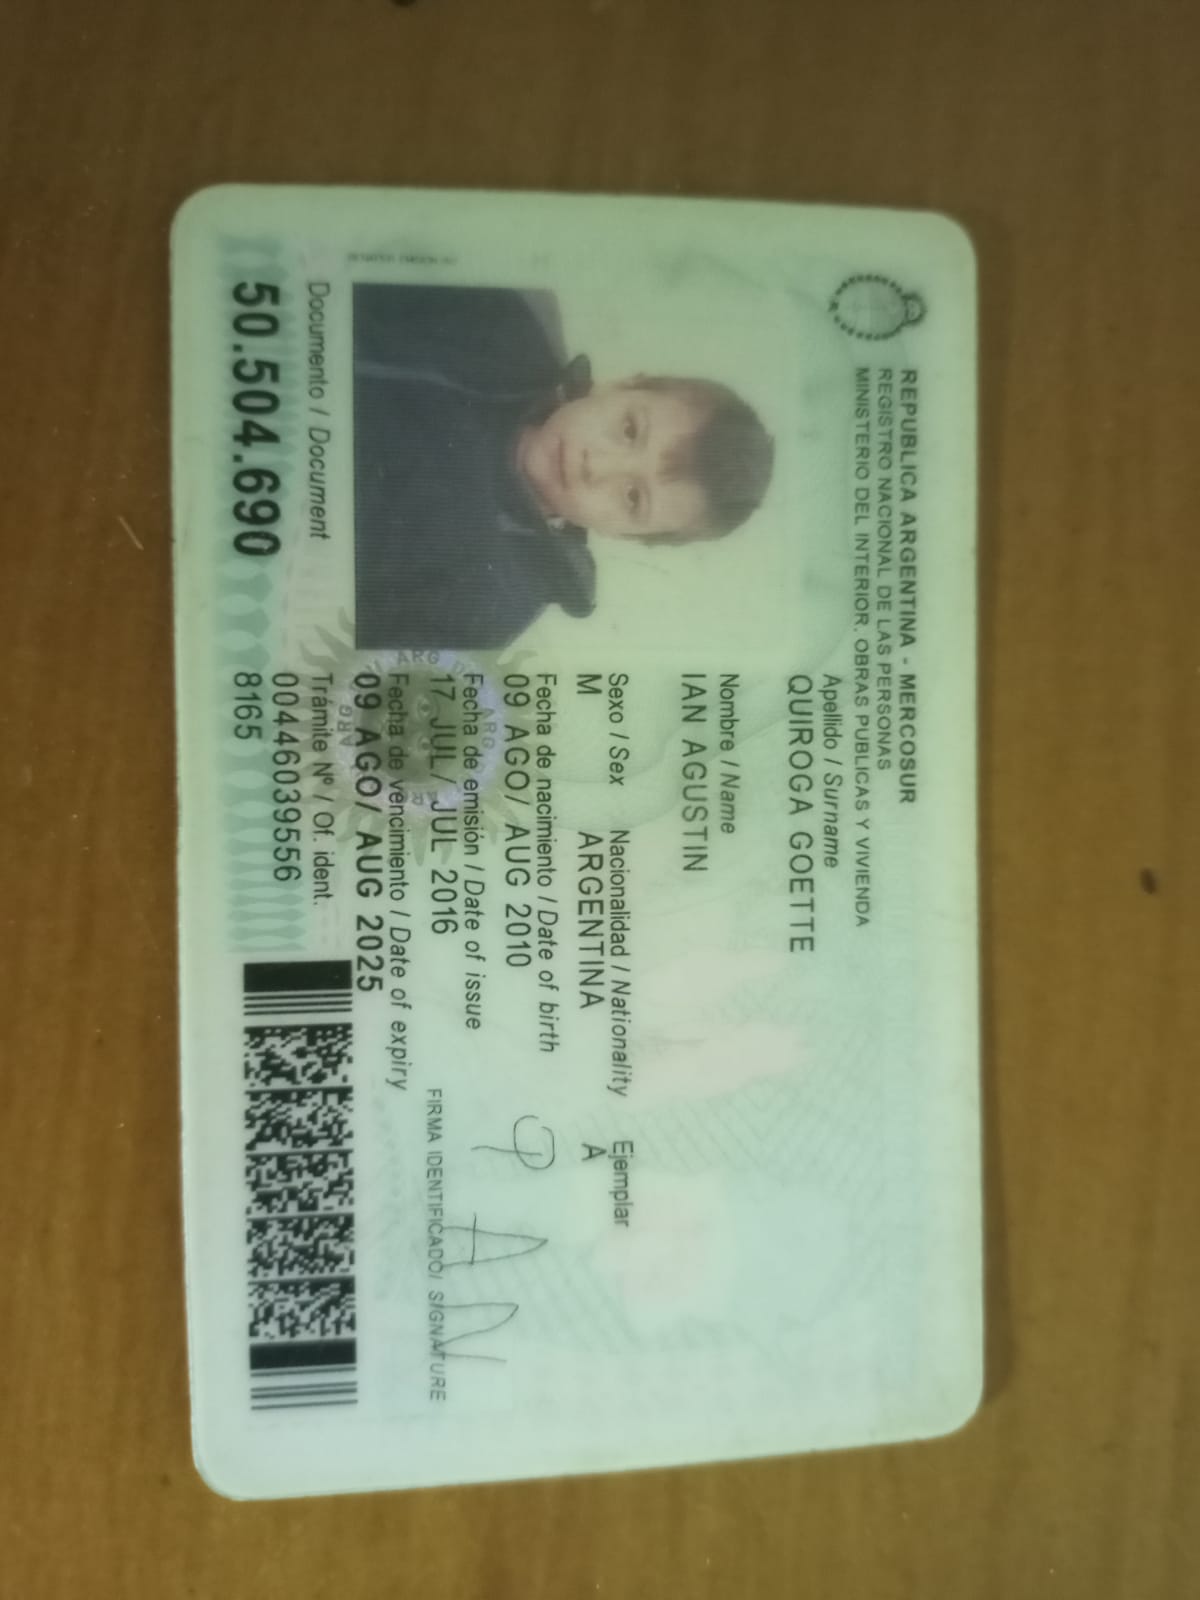 REPUBLICA ARGENTINA - MERCOSUR
REGISTRO NACIONAL DE LAS PERSONAS
MINISTERIO DEL INTERIOR, OBRAS PUBLICAS Y VIVIENDA
Apellido / Surname
QUIROGA GOETTE
Nombre / Name
IAN AGUSTIN
Sexo / Sex Nacionalidad / Nationality Ejemplar
M ARGENTINA A
Fecha de nacimiento / Date of birth
09 AGO/ AUG 2010
Fecha de emisión / Date of issue
17 JUL/ JUL 2016
Fecha de vencimiento / Date of expiry
09 AGO/ AUG 2025
FIRMA IDENTIFICADO/ SIGNATURE
Documento / Document
50.504.690
Trámite Nº / Of. ident.
00446039556
8165